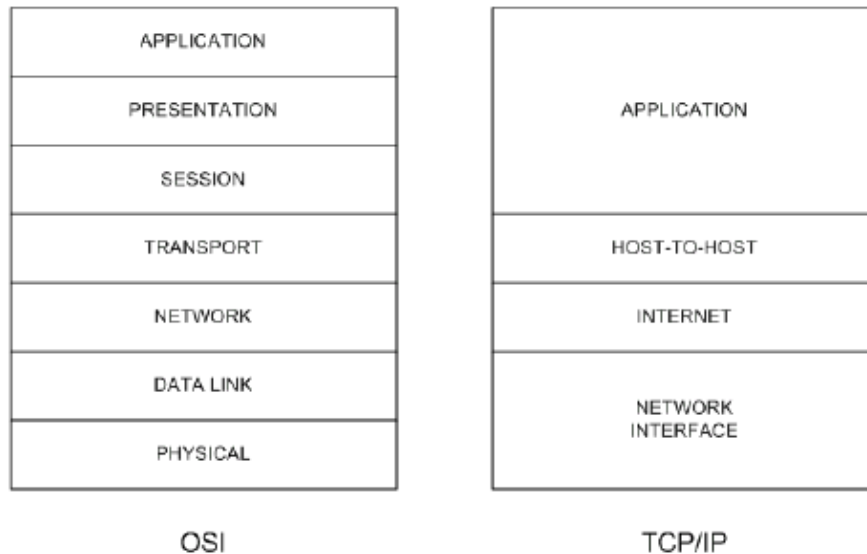 APPLICATION
PRESENTATION
SESSION
TRANSPORT
NETWORK
DATA LINK
PHYSICAL
OSI
APPLICATION
HOST-TO-HOST
INTERNET
NETWORK
INTERFACE
TCP/IP